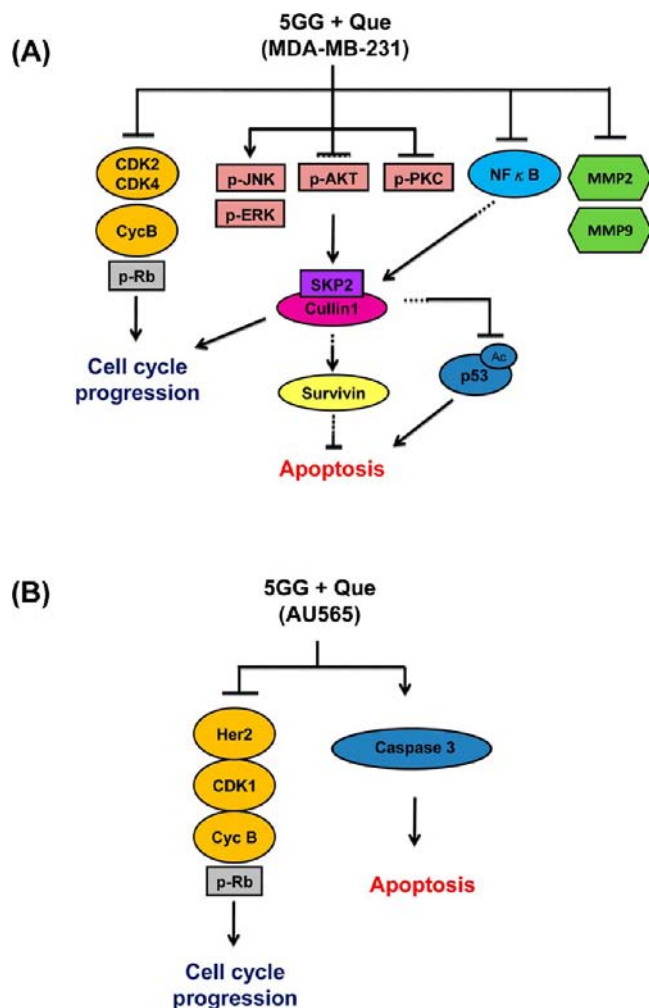 (A)
5GG + Que
(MDA-MB-231)
CDK2
CDK4
CycB
p-Rb
p-JNK
p-ERK
p-AKT
p-PKC
NF κ B
MMP2
MMP9
SKP2
Cullin1
Cell cycle
progression
Survivin
Ac
p53
Apoptosis
(B)
5GG + Que
(AU565)
Her2
CDK1
Cyc B
p-Rb
Caspase 3
Apoptosis
Cell cycle
progression